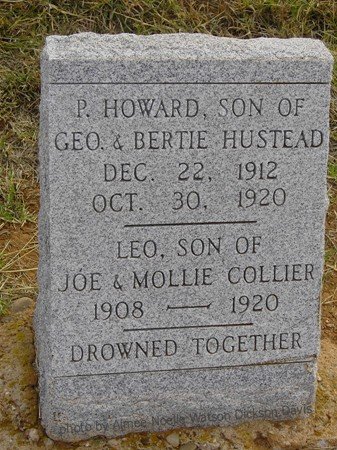 P. HOWARD, SON OF
GEO. & BERTIE HUSTEAD
DEC. 22, 1912
OCT. 30, 1920
LEO, SON OF
JOE & MOLLIE COLLIER
1908 — 1920
DROWNED TOGETHER
photo by Aimee Noelle Watson Dickson Davis